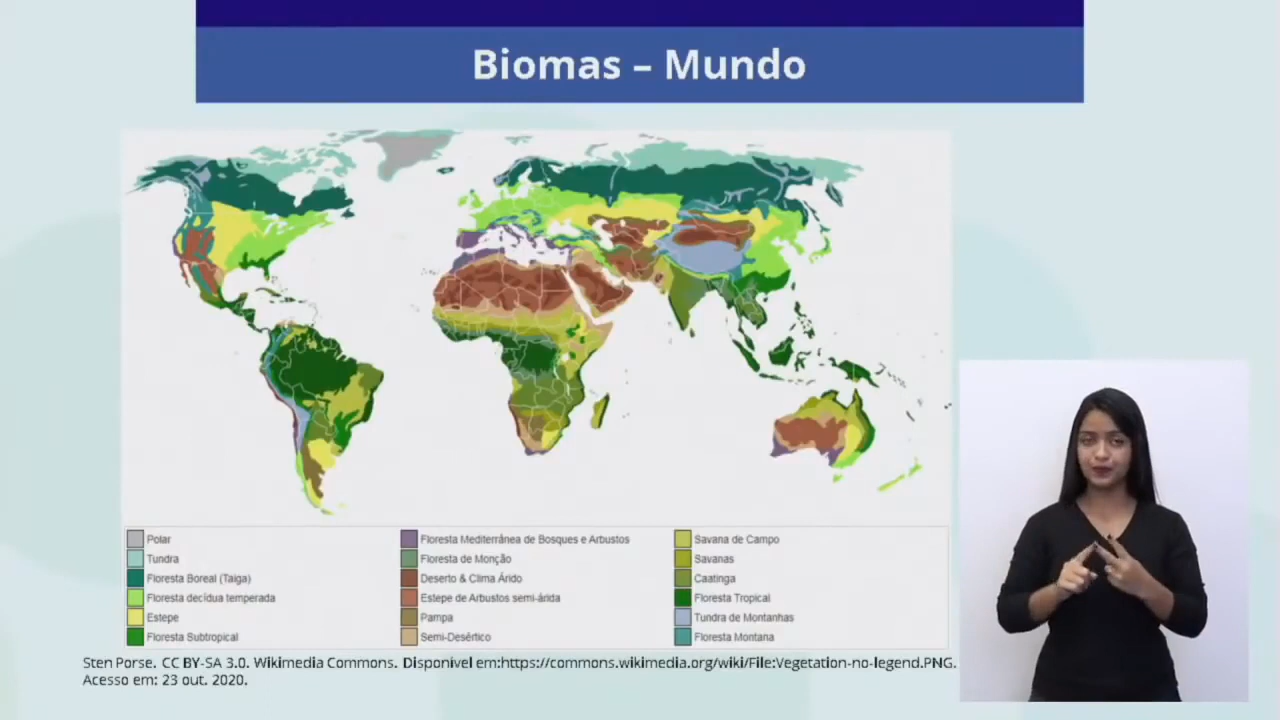 Biomas – Mundo
Polar
Tundra
Floresta Boreal (Taiga)
Floresta decídua temperada
Estepe
Floresta Subtropical
Floresta Mediterrânea de Bosques e Arbustos
Floresta de Monção
Deserto & Clima Árido
Estepe de Arbustos semi-árida
Pampa
Semi-Desértico
Savana de Campo
Savanas
Caatinga
Floresta Tropical
Tundra de Montanhas
Floresta Montana
Sten Porse. CC BY-SA 3.0. Wikimedia Commons. Disponível em:https://commons.wikimedia.org/wiki/File:Vegetation-no-legend.PNG.
Acesso em: 23 out. 2020.